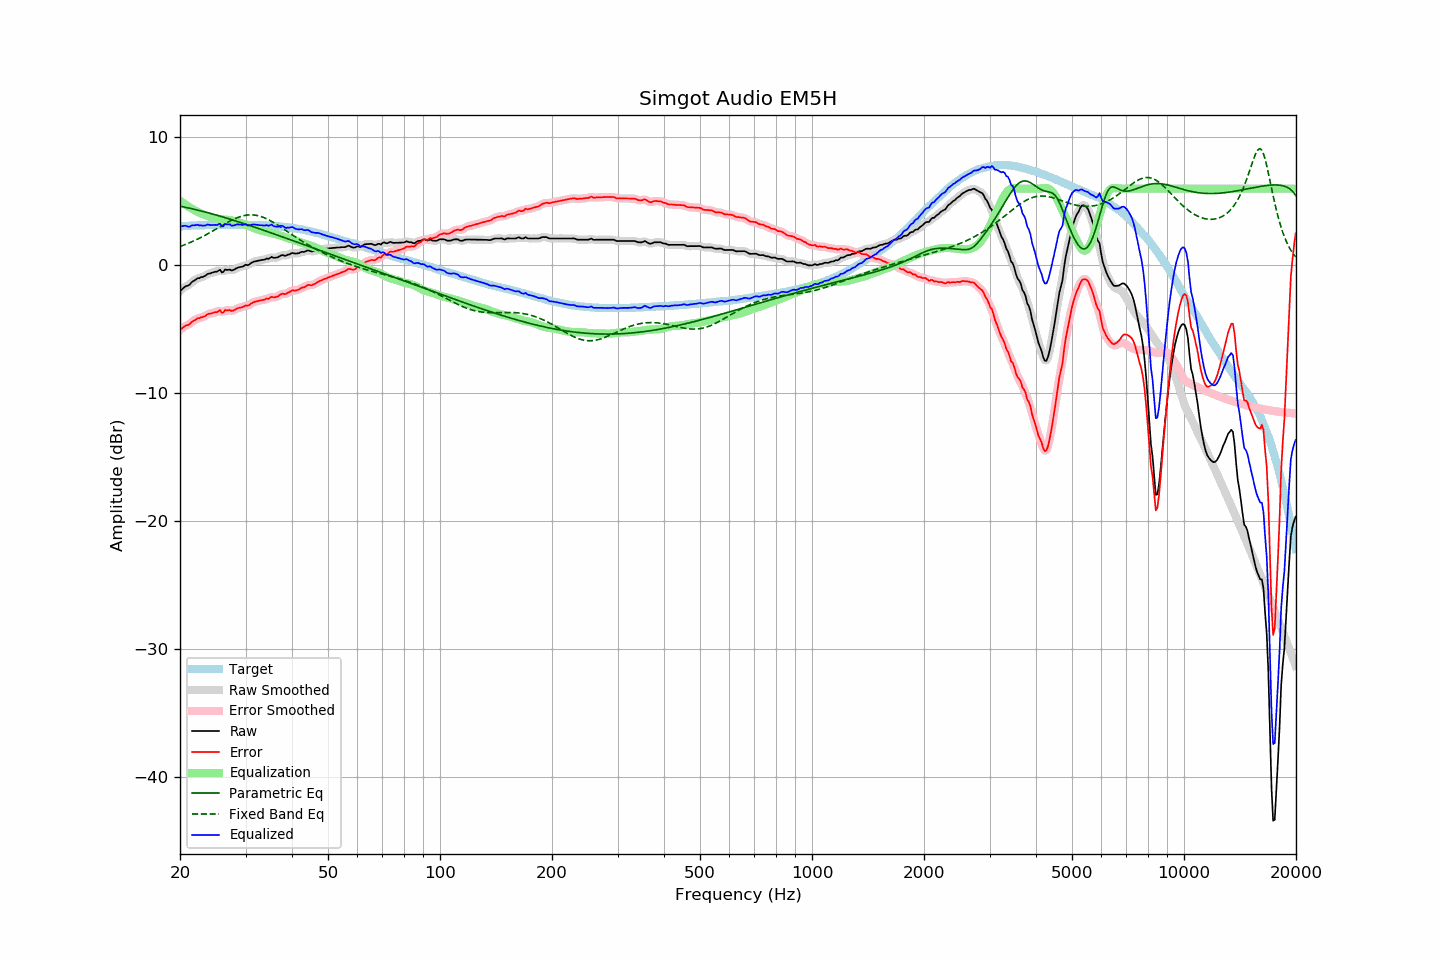 Simgot Audio EM5H
10
0
−10
−20
−30
−40
Amplitude (dBr)
Target
Raw Smoothed
Error Smoothed
Raw
Error
Equalization
Parametric Eq
Fixed Band Eq
Equalized
20 50 100 200 500 1000 2000 5000 10000 20000
Frequency (Hz)